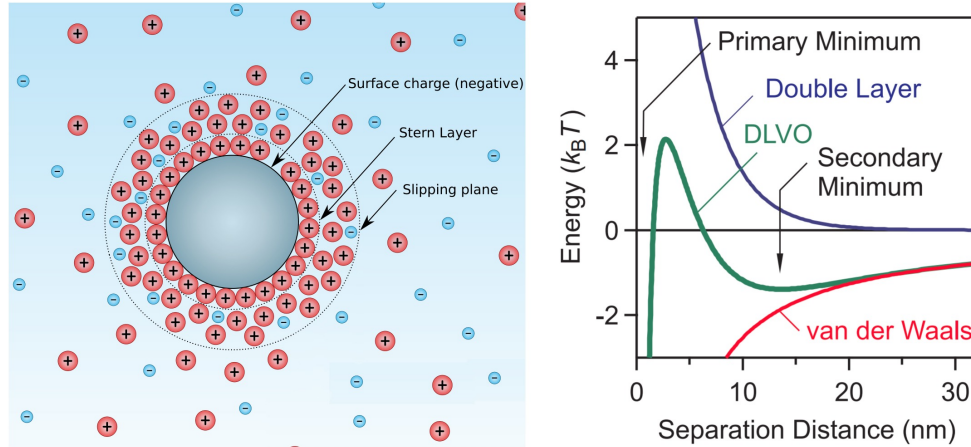 Surface charge (negative)
Stern Layer
Slipping plane
Energy (kBT)
4
2
0
-2
Primary Minimum
Double Layer
DLVO
Secondary
Minimum
van der Waals
0
10
20
30
Separation Distance (nm)